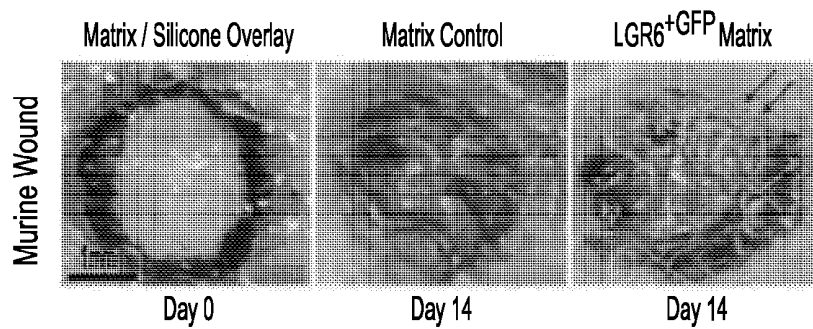 Matrix / Silicone Overlay
Matrix Control
LGR6+GFP Matrix
Murine Wound
Day 0
Day 14
Day 14